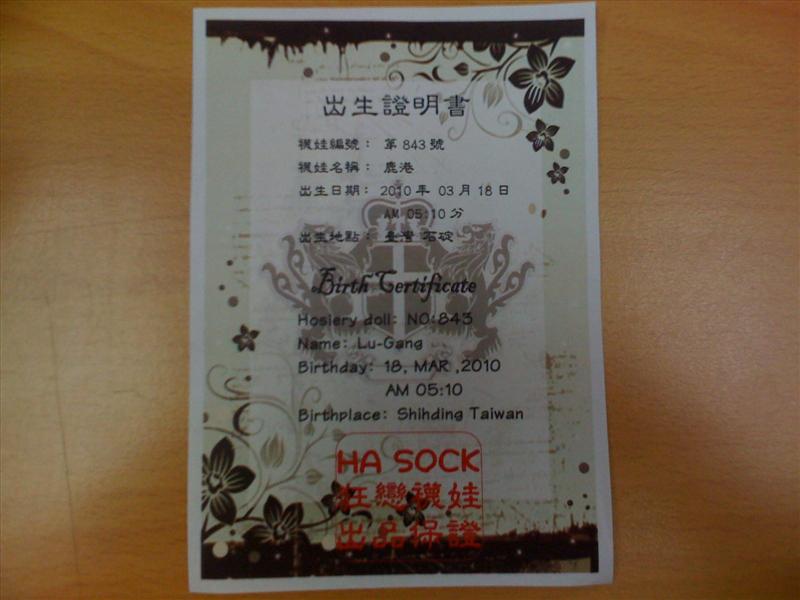 出生證明書
襪娃編號： 第 843 號
襪娃名稱： 鹿港
出生日期： 2010 年 03 月 18 日
AM 05:10 分
出生地點： 臺灣 石碇
Birth Certificate
Hosiery doll: NO:843
Name: Lu-Gang
Birthday: 18, MAR ,2010
AM 05:10
Birthplace: Shihding Taiwan
HA SOCK
狂戀襪娃
出品保證